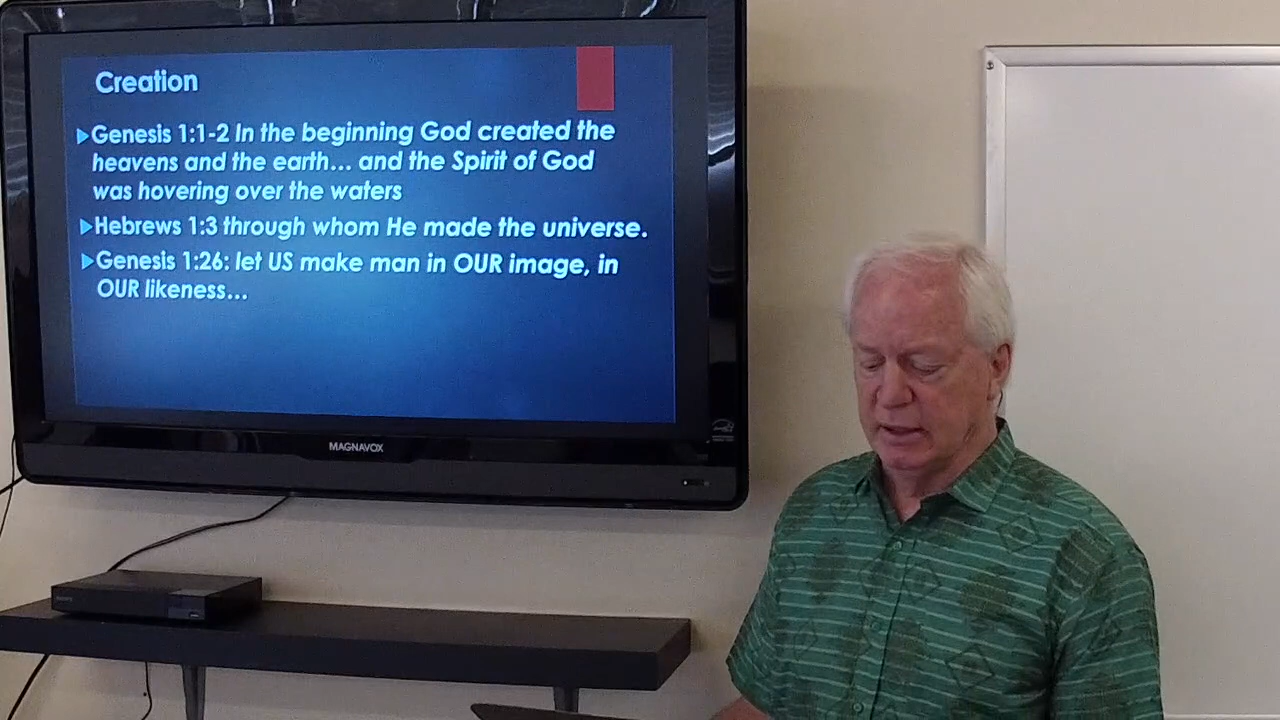 Creation
Genesis 1:1-2 In the beginning God created the
heavens and the earth... and the Spirit of God
was hovering over the waters
Hebrews 1:3 through whom He made the universe.
Genesis 1:26: let US make man in OUR image, in
OUR likeness...
MAGNAVOX